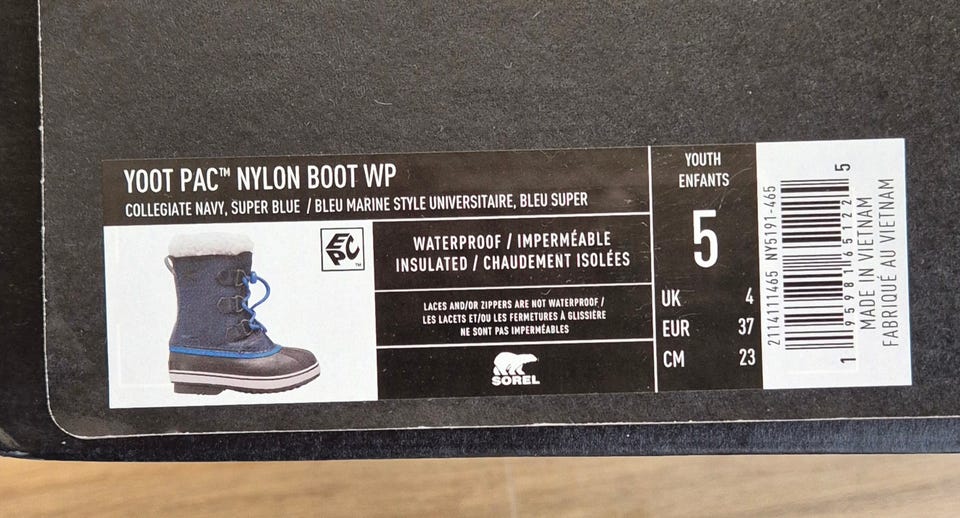 YOOT PAC™ NYLON BOOT WP
COLLEGIATE NAVY, SUPER BLUE / BLEU MARINE STYLE UNIVERSITAIRE, BLEU SUPER
EPC™
WATERPROOF / IMPERMÉABLE
INSULATED / CHAUDEMENT ISOLÉES
LACES AND/OR ZIPPERS ARE NOT WATERPROOF /
LES LACETS ET/OU LES FERMETURES À GLISSIÈRE
NE SONT PAS IMPERMÉABLES
SOREL
YOUTH
ENFANTS
5
UK 4
EUR 37
CM 23
2114111465 NY5191-465
1 95981 65122 5
MADE IN VIETNAM
FABRIQUÉ AU VIETNAM